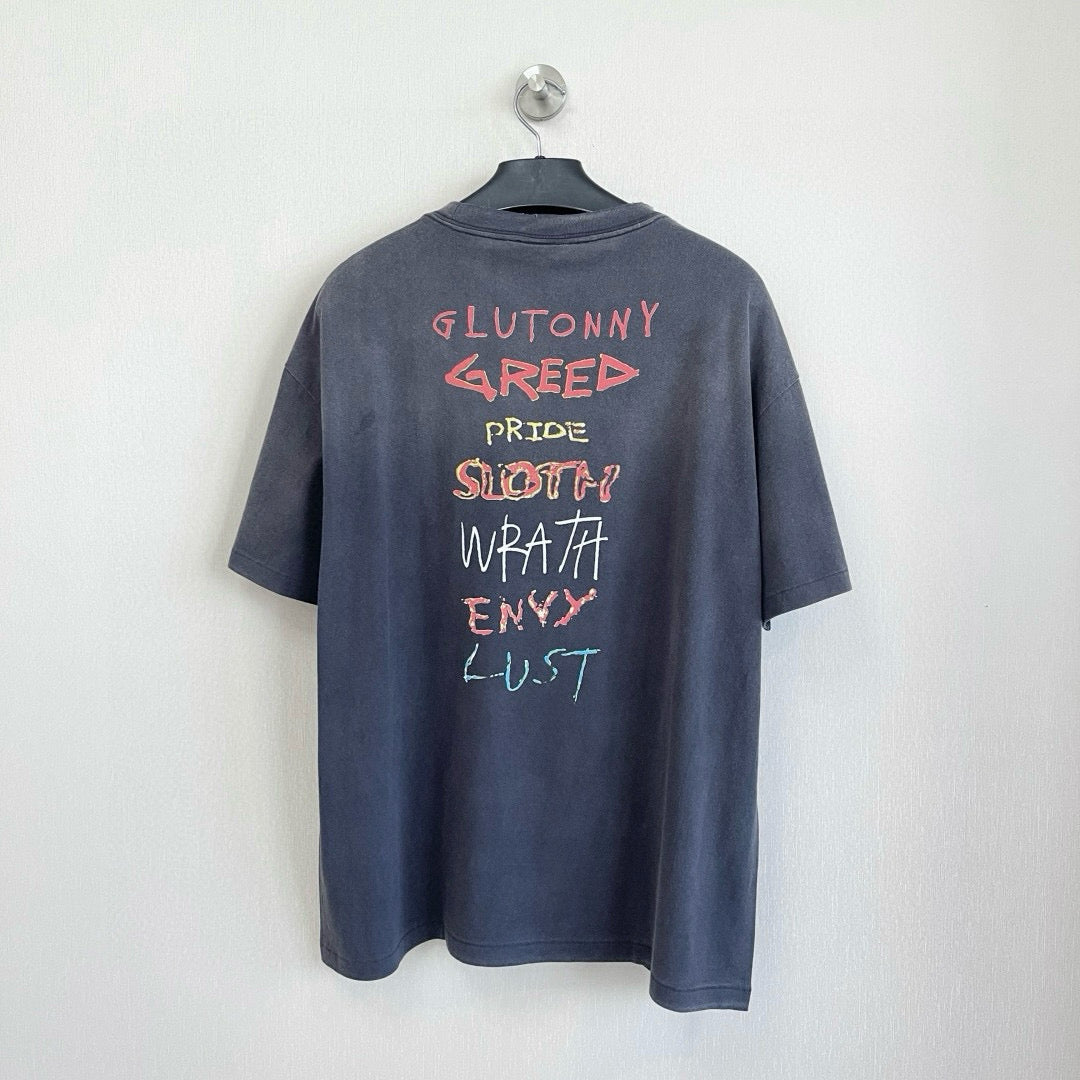 GLUTONNY
GREED
PRIDE
SLOTH
WRATH
ENVY
LUST